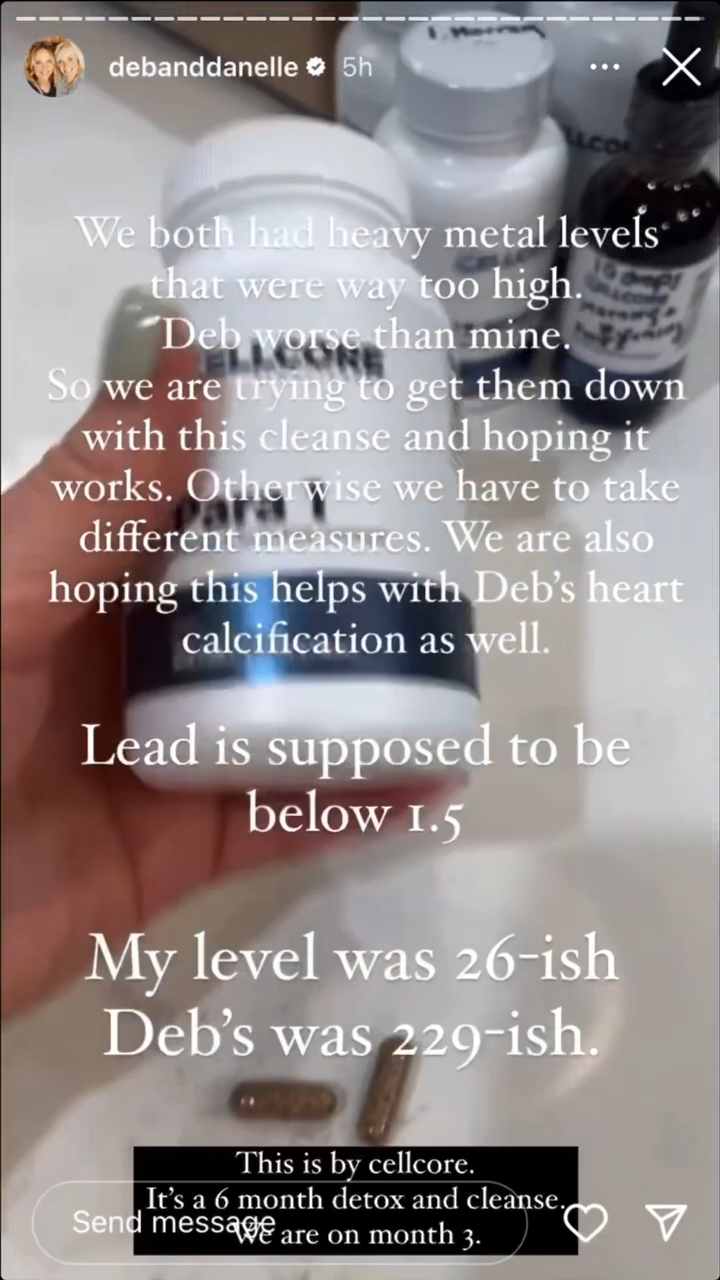 debanddanelle 5h
We both had heavy metal levels
that were way too high.
Deb worse than mine.
So we are trying to get them down
with this cleanse and hoping it
works. Otherwise we have to take
different measures. We are also
hoping this helps with Deb's heart
calcification as well.
Lead is supposed to be
below 1.5
My level was 26-ish
Deb's was 229-ish.
This is by cellcore.
It's a 6 month detox and cleanse.
We are on month 3.
Send message
CELLCORE
Para 1